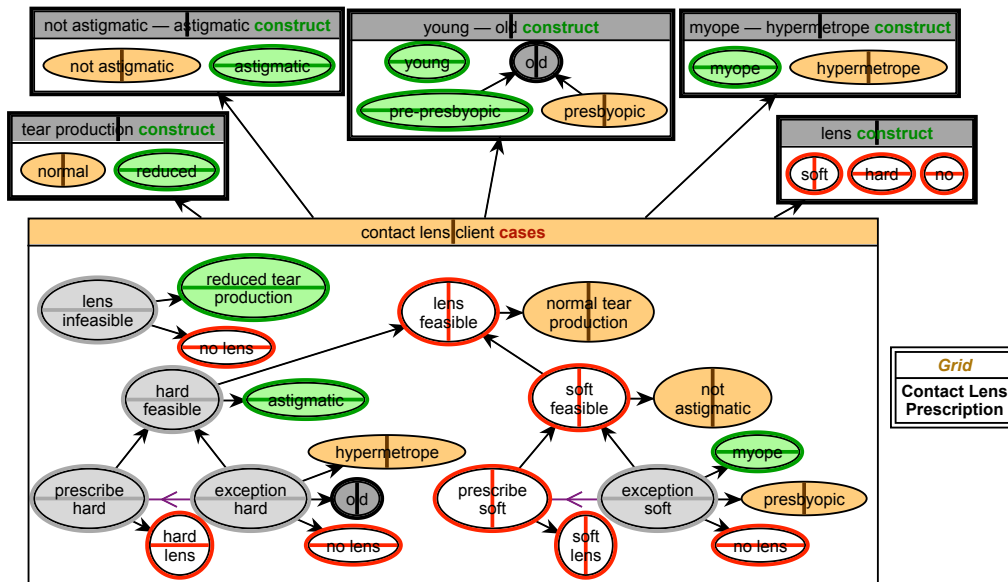 not astigmatic — astigmatic construct
not astigmatic
astigmatic
young — old construct
young
old
pre-presbyopic
presbyopic
myope — hypermetrope construct
myope
hypermetrope
tear production construct
normal
reduced
lens construct
soft
hard
no
contact lens client cases
lens
infeasible
reduced tear
production
no lens
lens
feasible
normal tear
production
hard
feasible
astigmatic
soft
feasible
not
astigmatic
prescribe
hard
hard
lens
exception
hard
hypermetrope
old
no lens
prescribe
soft
soft
lens
exception
soft
myope
presbyopic
no lens
Grid
Contact Lens
Prescription